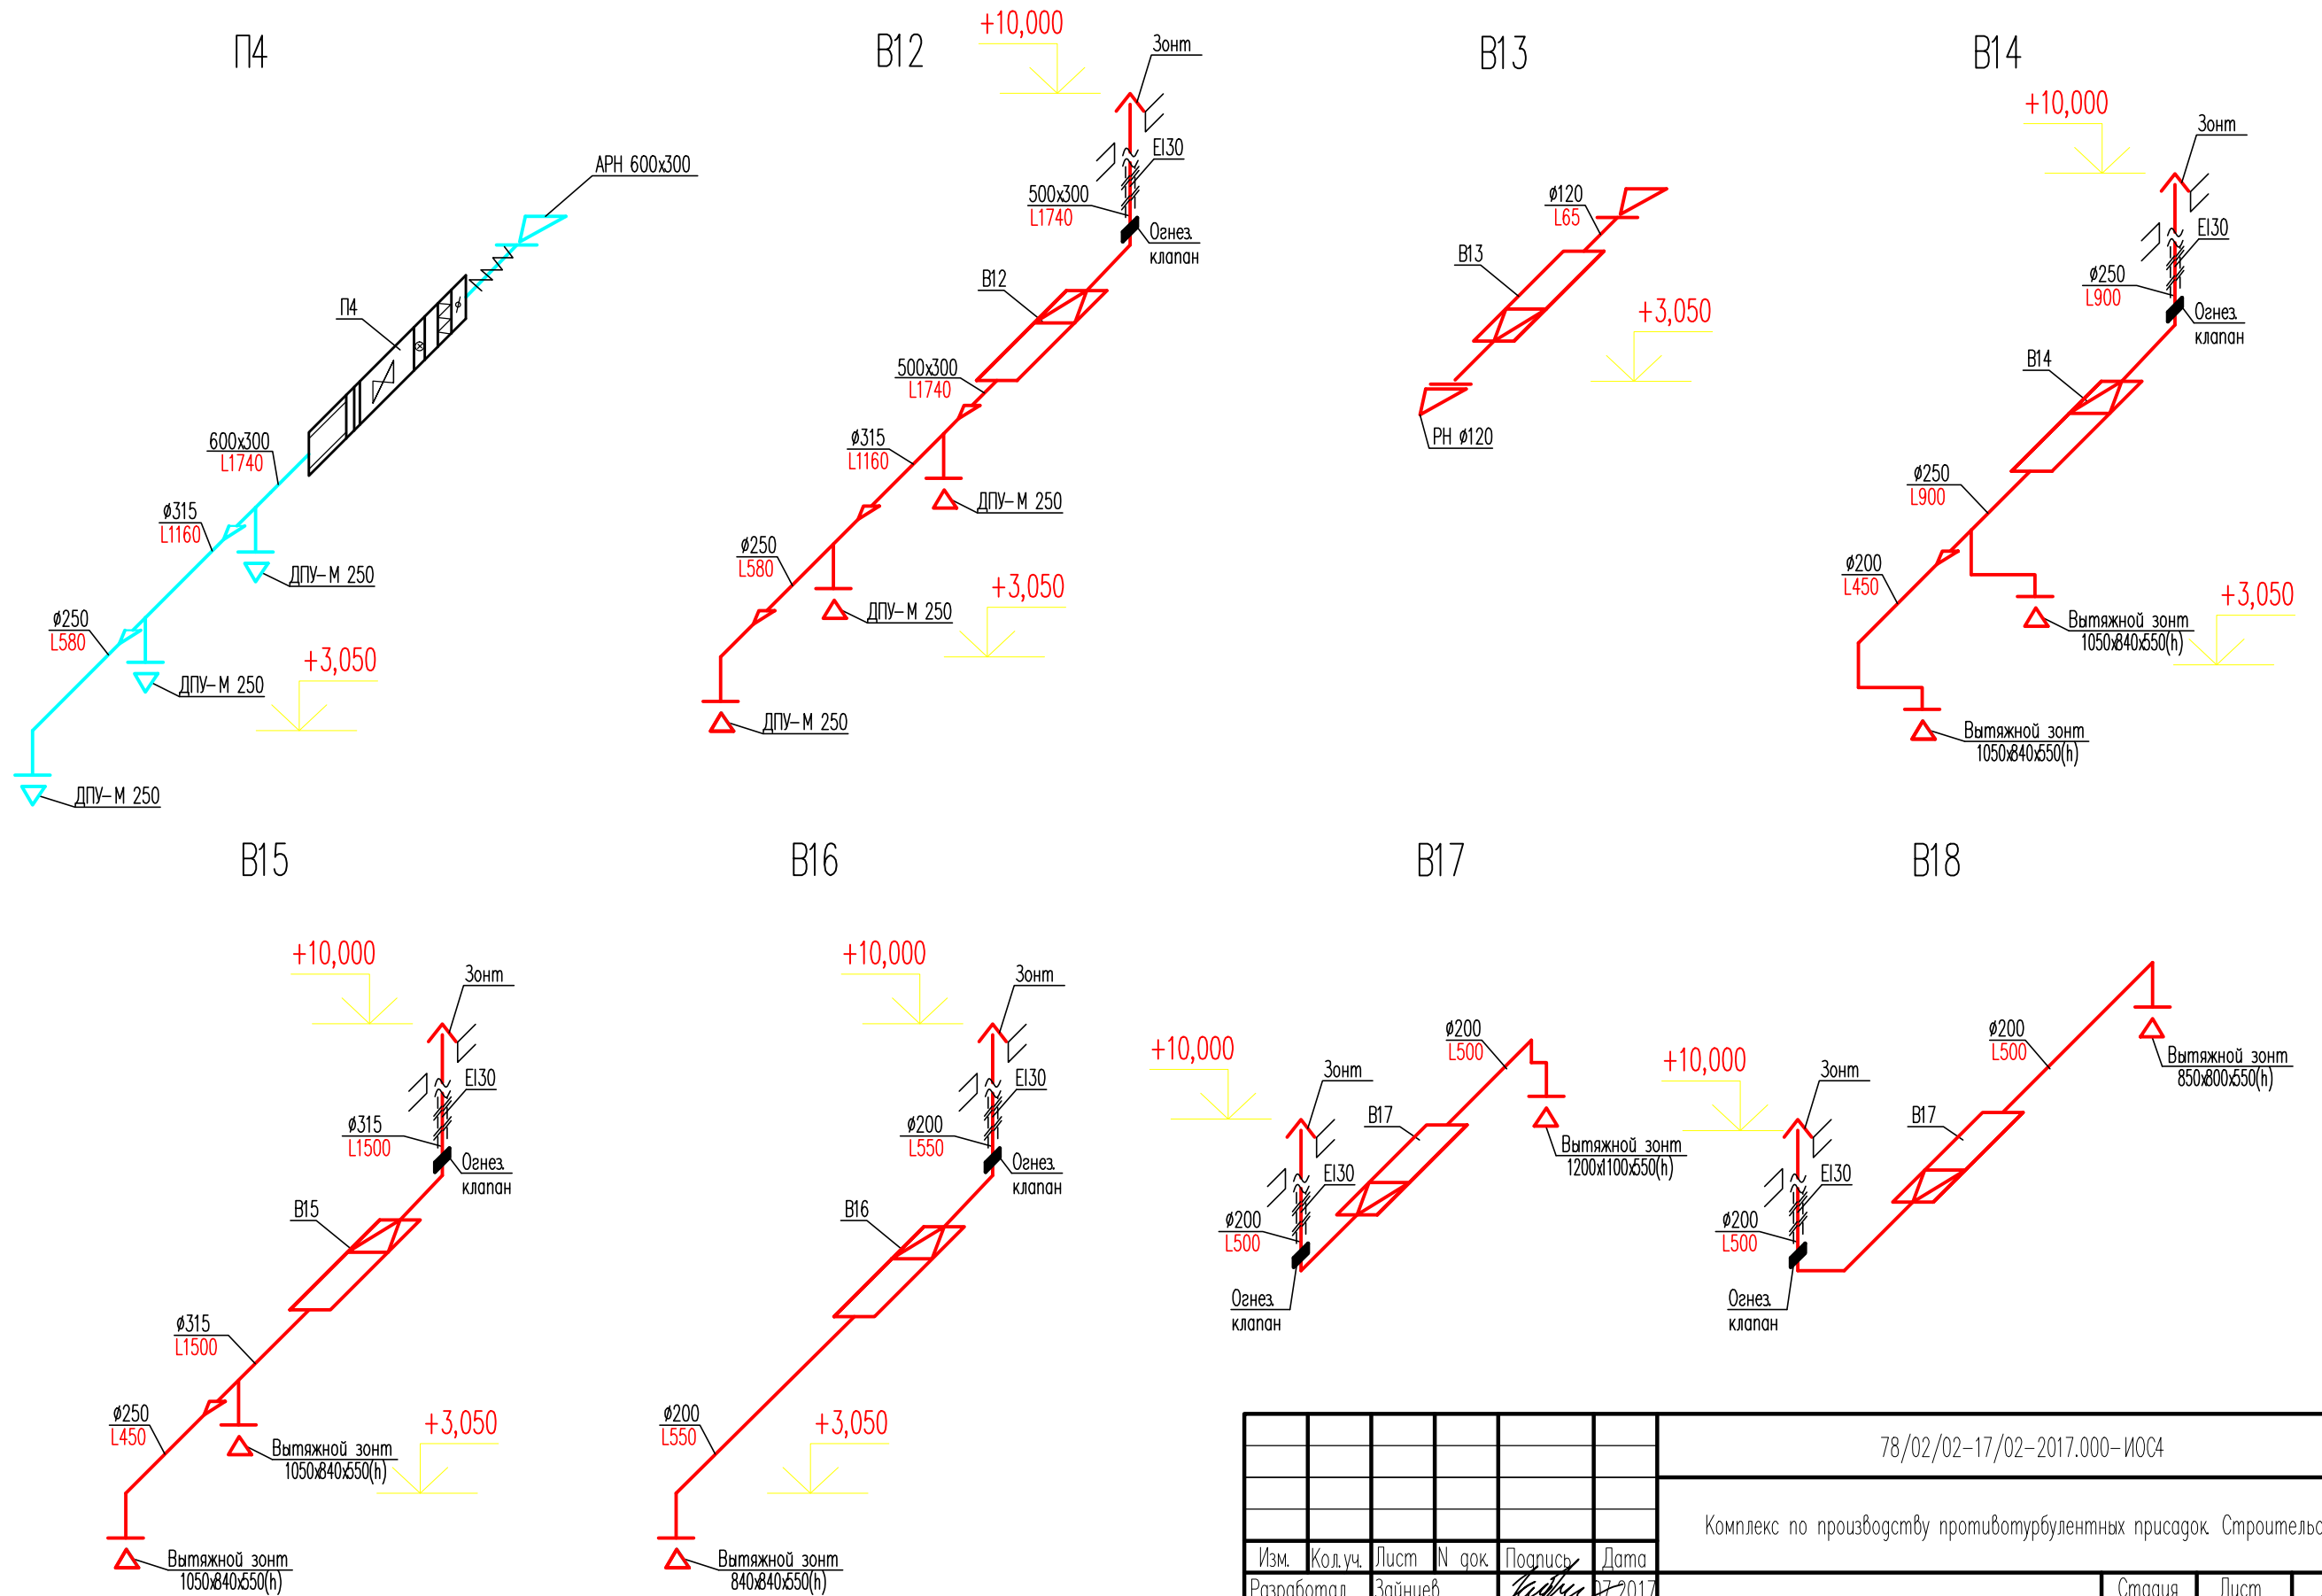 П4
АРН 600х300
П4
600х300
L1740
ø315
L1160
ДПУ-М 250
ø250
L580
ДПУ-М 250
+3,050
ДПУ-М 250
В12
+10,000
Зонт
EI30
500х300
L1740
Огнез.
клапан
В12
500х300
L1740
ø315
L1160
ДПУ-М 250
ø250
L580
ДПУ-М 250
+3,050
ДПУ-М 250
В13
ø120
L65
В13
+3,050
РН ø120
В14
+10,000
Зонт
EI30
ø250
L900
Огнез.
клапан
В14
ø250
L900
ø200
L450
+3,050
Вытяжной зонт
1050х840х550(h)
Вытяжной зонт
1050х840х550(h)
В15
+10,000
Зонт
EI30
ø315
L1500
Огнез.
клапан
В15
ø315
L1500
ø250
L450
+3,050
Вытяжной зонт
1050х840х550(h)
Вытяжной зонт
1050х840х550(h)
В16
+10,000
Зонт
EI30
ø200
L550
Огнез.
клапан
В16
ø200
L550
+3,050
Вытяжной зонт
840х840х550(h)
В17
+10,000
Зонт
ø200
L500
В17
EI30
Вытяжной зонт
1200х1100х550(h)
ø200
L500
Огнез.
клапан
В18
+10,000
Зонт
ø200
L500
Вытяжной зонт
850х800х550(h)
В17
EI30
ø200
L500
Огнез.
клапан
78/02/02-17/02-2017.000-ИОС4
Комплекс по производству противотурбулентных присадок. Строительс
Изм. Кол.уч. Лист N док. Подпись Дата
Разработал Зайнуев 07.2017
Стадия Лист